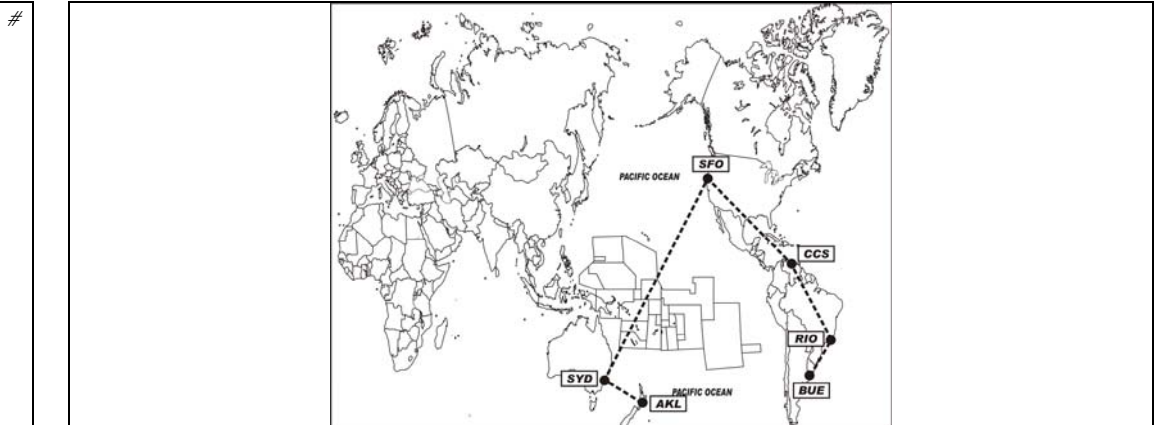 #
SFO
PACIFIC OCEAN
CCS
RIO
SYD
BUE
PACIFIC OCEAN
AKL